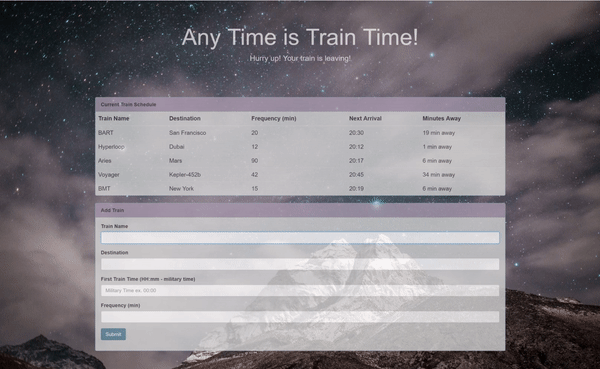 Any Time is Train Time!
Hurry up! Your train is leaving!
Current Train Schedule
Train Name Destination Frequency (min) Next Arrival Minutes Away
BART San Francisco 20 20:30 19 min away
Hyperloop Dubai 12 20:12 1 min away
Aries Mars 90 20:17 6 min away
Voyager Kepler-452b 42 20:45 34 min away
BMT New York 15 20:19 8 min away
Add Train
Train Name
Destination
First Train Time (HH:mm - military time)
Military Time ex. 00:00
Frequency (min)
Submit